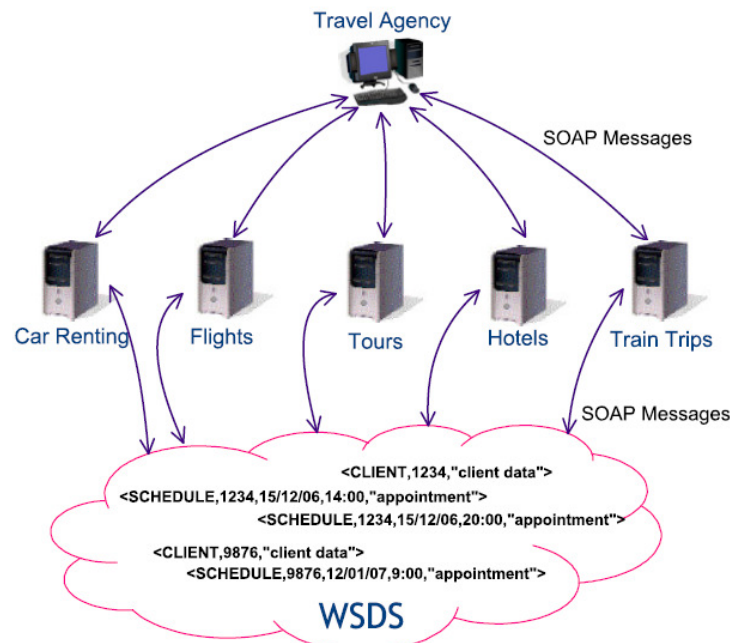 Travel Agency
SOAP Messages
Car Renting
Flights
Tours
Hotels
Train Trips
SOAP Messages
<CLIENT,1234,"client data">
<SCHEDULE,1234,15/12/06,14:00,"appointment">
<SCHEDULE,1234,15/12/06,20:00,"appointment">
<CLIENT,9876,"client data">
<SCHEDULE,9876,12/01/07,9:00,"appointment">
WSDS